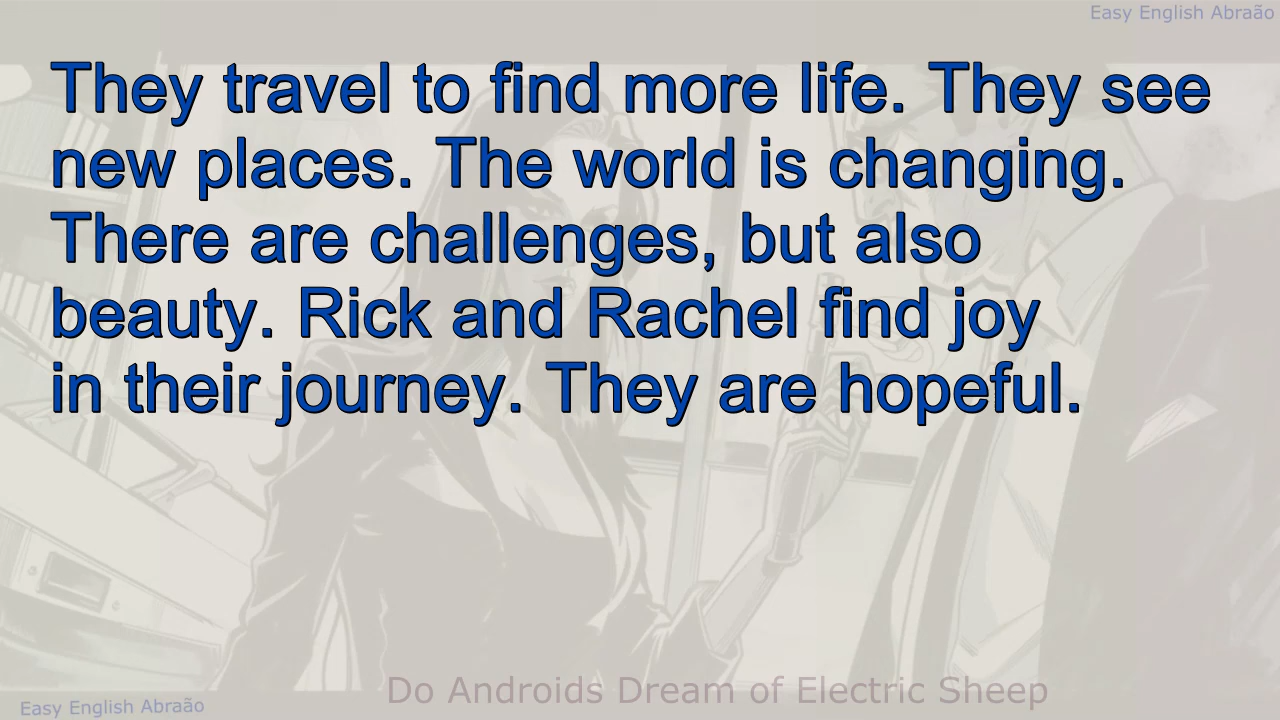 Easy English Abraão
They travel to find more life. They see
new places. The world is changing.
There are challenges, but also
beauty. Rick and Rachel find joy
in their journey. They are hopeful.
Do Androids Dream of Electric Sheep
Easy English Abraão